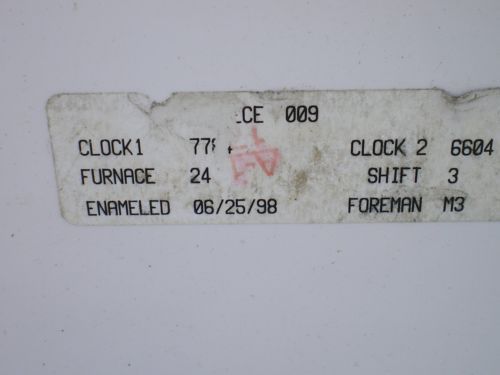 CE 009
CLOCK1 CLOCK 2 6604
FURNACE 24 SHIFT 3
ENAMELED 06/25/98 FOREMAN M3